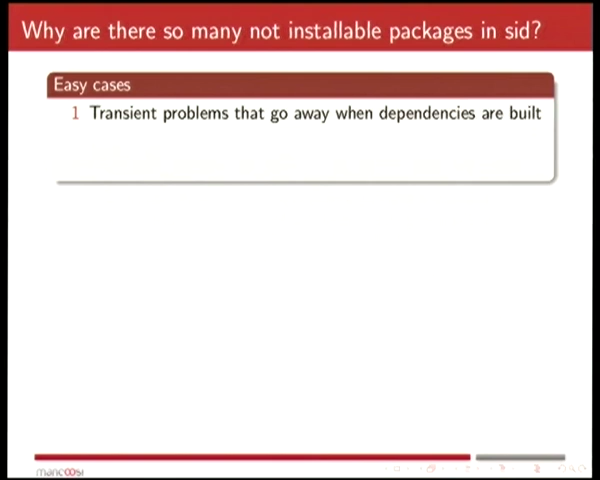 Why are there so many not installable packages in sid?
Easy cases
1 Transient problems that go away when dependencies are built
mancoosi